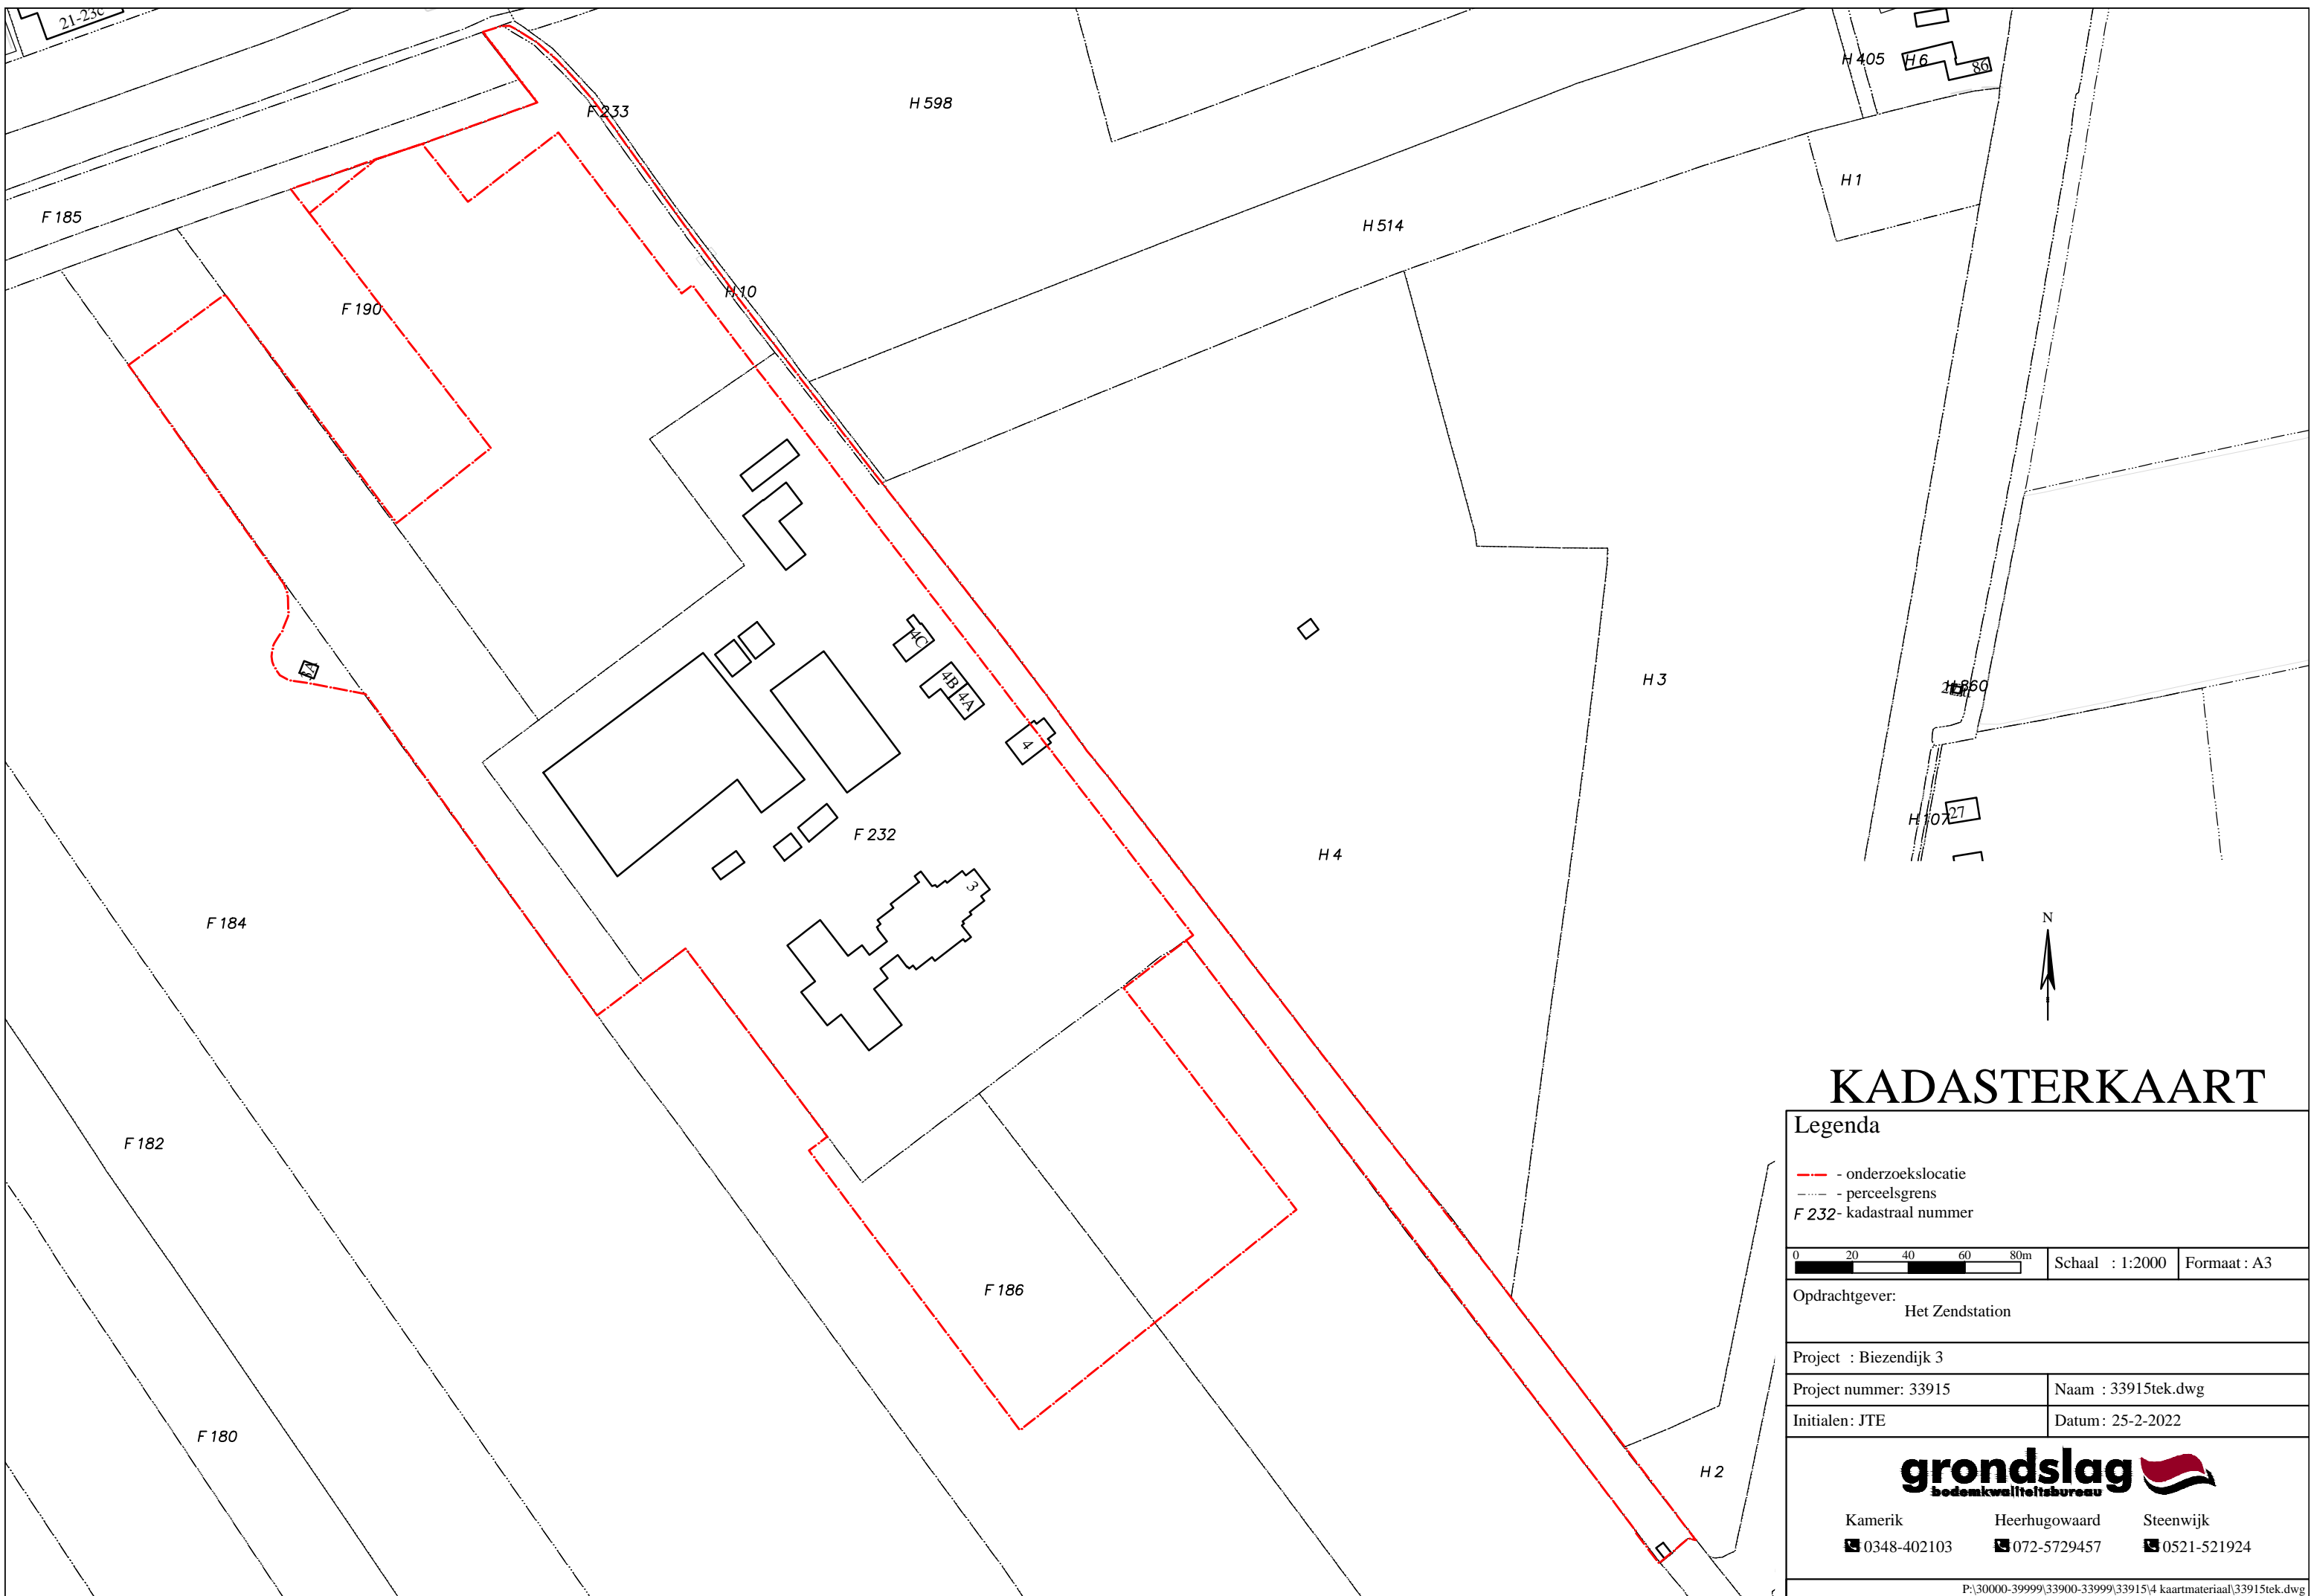 21-23c
F 233
H 598
H 405
H 6
86
F 185
H 1
H 514
H 10
F 190
H 3
4C
4B
4A
4
27
H 107
F 232
H 4
3
F 184
N
KADASTERKAART
Legenda
- onderzoekslocatie
- perceelsgrens
F 232 - kadastraal nummer
0 20 40 60 80m
Schaal : 1:2000
Formaat : A3
Opdrachtgever:
Het Zendstation
Project : Biezendijk 3
Project nummer: 33915
Naam : 33915tek.dwg
Initialen: JTE
Datum : 25-2-2022
F 182
F 186
F 180
H 2
grondslag
bodemkwaliteitsbureau
Kamerik
Heerhugowaard
Steenwijk
0348-402103
072-5729457
0521-521924
P:\30000-39999\33900-33999\33915\4 kaartmateriaal\33915tek.dwg